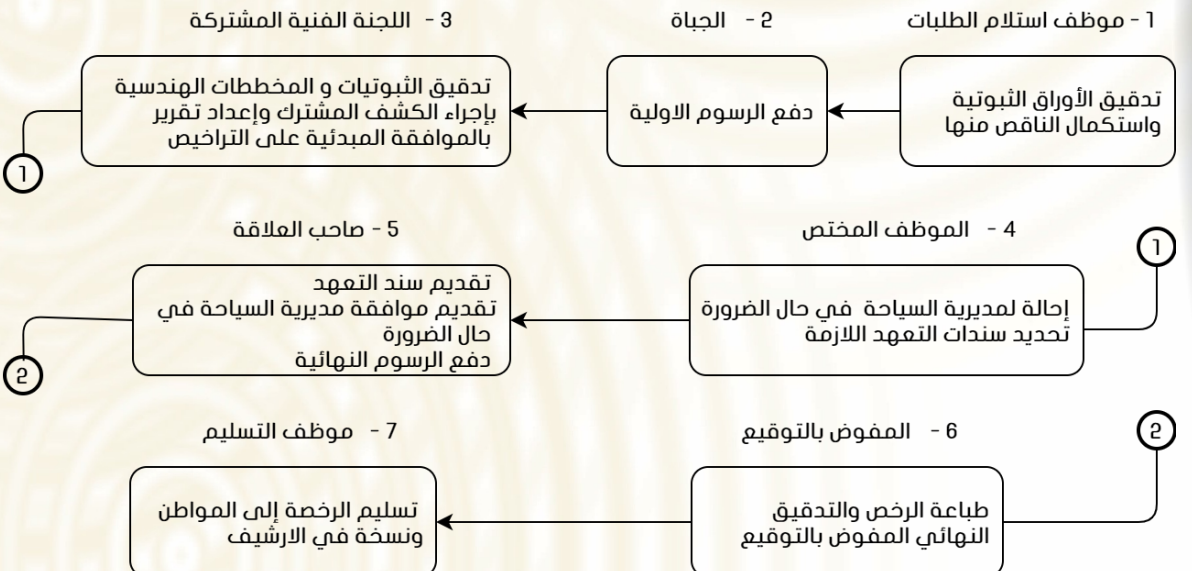 1 - موظف استلام الطلبات
تدقيق الأوراق الثبوتية
واستكمال الناقص منها
2 - الجباة
دفع الرسوم الاولية
3 - اللجنة الفنية المشتركة
تدقيق الثبوتيات و المخططات الهندسية
بإجراء الكشف المشترك وإعداد تقرير
بالموافقة المبدئية على التراخيص
1
1
4 - الموظف المختص
إحالة لمديرية السياحة في حال الضرورة
تحديد سندات التعهد اللازمة
5 - صاحب العلاقة
تقديم سند التعهد
تقديم موافقة مديرية السياحة في
حال الضرورة
دفع الرسوم النهائية
2
2
6 - المفوض بالتوقيع
طباعة الرخص والتدقيق
النهائي المفوض بالتوقيع
7 - موظف التسليم
تسليم الرخصة إلى المواطن
ونسخة في الارشيف